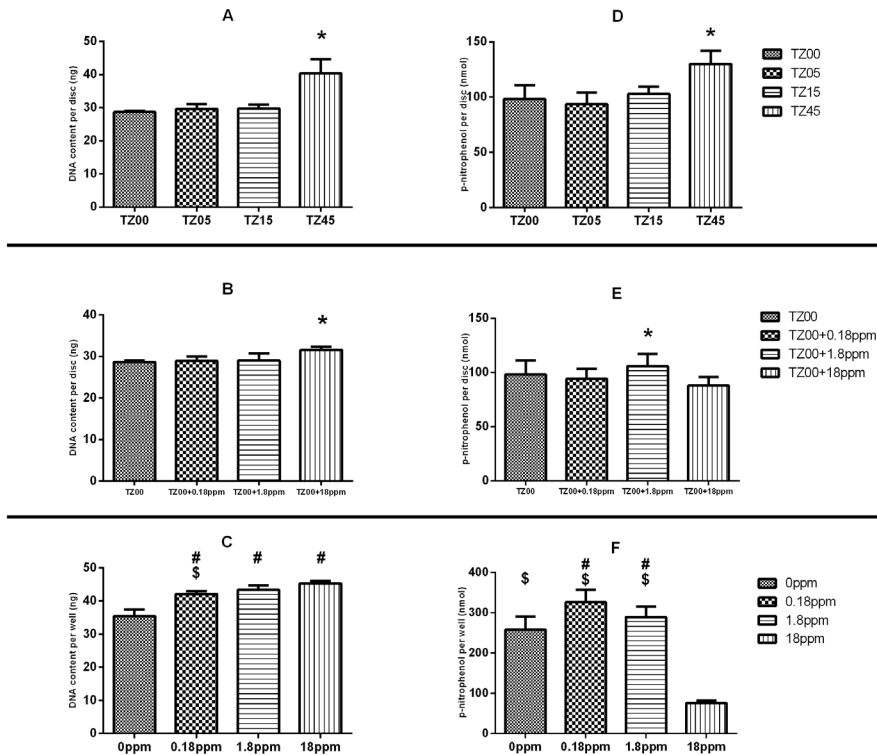 A
DNA content per disc (ng)
50
40
30
20
10
0
*
TZ00 TZ05 TZ15 TZ45
D
p-nitrophenol per disc (nmol)
150
100
50
0
*
TZ00 TZ05 TZ15 TZ45
TZ00
TZ05
TZ15
TZ45
B
DNA content per disc (ng)
40
30
20
10
0
*
TZ00 TZ00+0.18ppm TZ00+1.8ppm TZ00+18ppm
E
p-nitrophenol per disc (nmol)
150
100
50
0
*
TZ00 TZ00+0.18ppm TZ00+1.8ppm TZ00+18ppm
TZ00
TZ00+0.18ppm
TZ00+1.8ppm
TZ00+18ppm
C
DNA content per well (ng)
50
40
30
20
10
0
# # #
$
0ppm 0.18ppm 1.8ppm 18ppm
F
p-nitrophenol per well (nmol)
400
300
200
100
0
# #
$ $ $
0ppm 0.18ppm 1.8ppm 18ppm
0ppm
0.18ppm
1.8ppm
18ppm